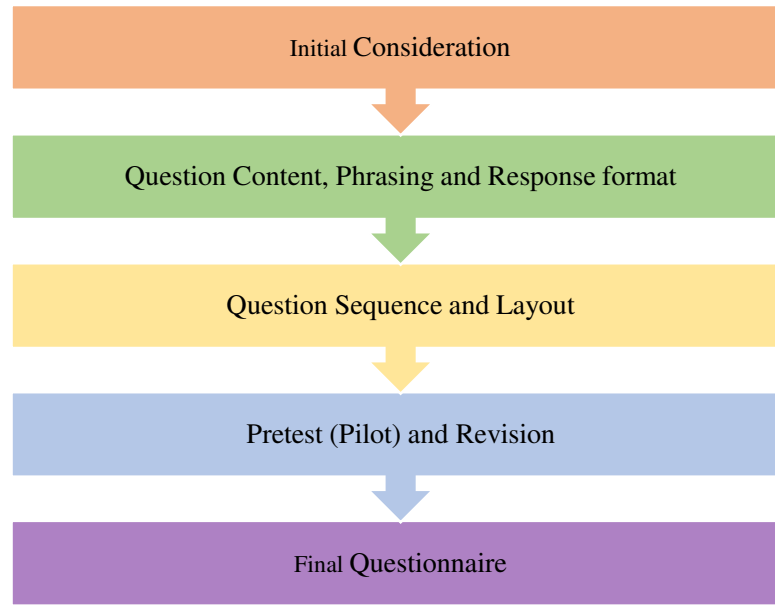 Initial Consideration
Question Content, Phrasing and Response format
Question Sequence and Layout
Pretest (Pilot) and Revision
Final Questionnaire